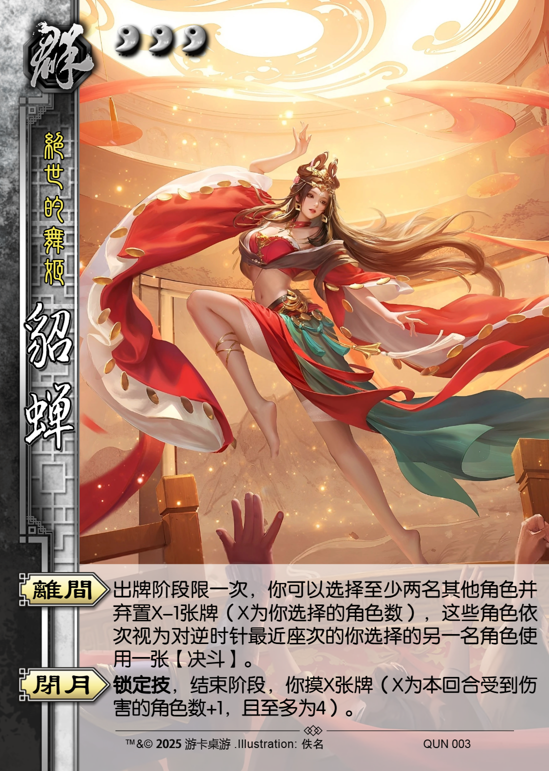 群
絕世的舞姬
貂蟬
離間
出牌阶段限一次，你可以选择至少两名其他角色并
弃置X-1张牌（X为你选择的角色数），这些角色依
次视为对逆时针最近座次的你选择的另一名角色使
用一张【决斗】。
閉月
锁定技，结束阶段，你摸X张牌（X为本回合受到伤
害的角色数+1，且至多为4）。
™&© 2025 游卡桌游 .Illustration: 佚名
QUN 003